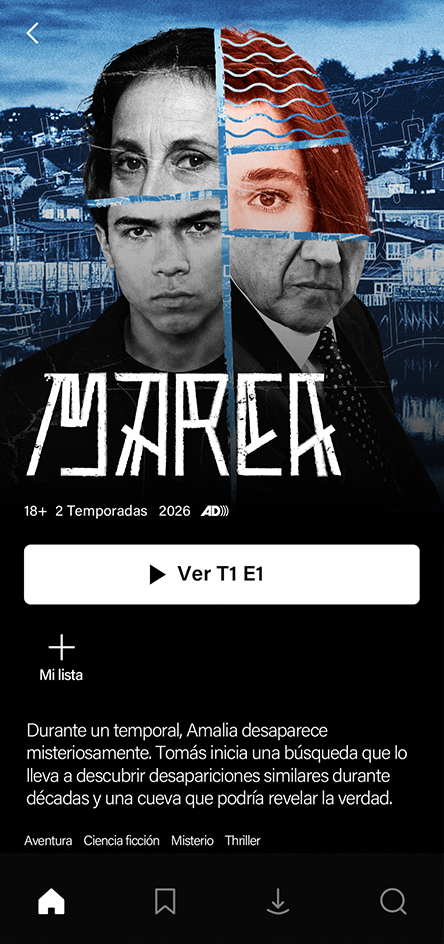 MAREA
18+ 2 Temporadas 2026 AD)))
Ver T1 E1
Mi lista
Durante un temporal, Amalia desaparece
misteriosamente. Tomás inicia una búsqueda que lo
lleva a descubrir desapariciones similares durante
décadas y una cueva que podría revelar la verdad.
Aventura Ciencia ficción Misterio Thriller